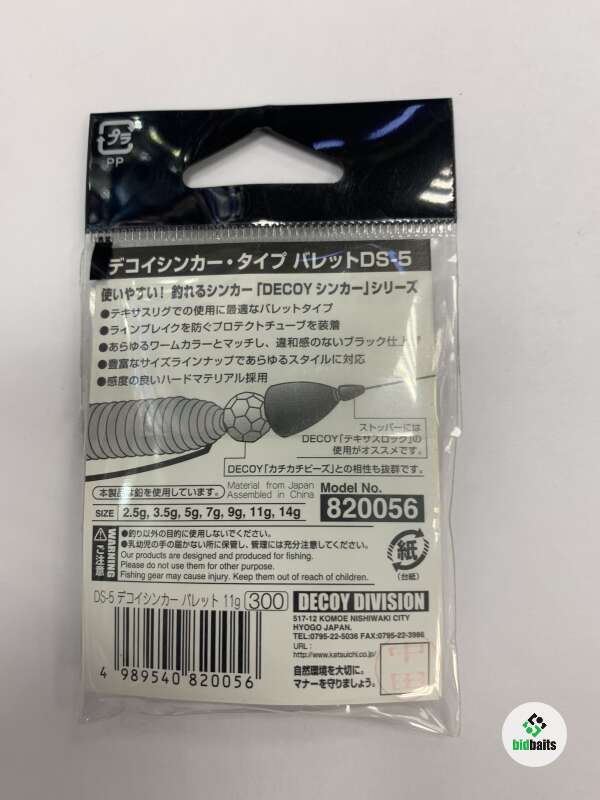 プラ
PP
デコイシンカー・タイプ バレットDS-5
使いやすい！釣れるシンカー「DECOY シンカー」シリーズ
●テキサスリグでの使用に最適なバレットタイプ
●ラインブレイクを防ぐプロテクトチューブを装着
●あらゆるワームカラーとマッチし、違和感のないブラック仕上げ
●豊富なサイズラインナップであらゆるスタイルに対応
●感度の良いハードマテリアル採用
ストッパーには
DECOY「テキサスロック」の
使用がオススメです。
DECOY「カチカチビーズ」との相性も抜群です。
本製品は鉛を使用しています。
Material from Japan
Assembled in China
Model No.
820056
SIZE 2.5g, 3.5g, 5g, 7g, 9g, 11g, 14g
WARNING
ご注意
●釣り以外の目的に使用しないでください。
●乳幼児の手の届かない所に保管し、管理には充分注意してください。
Our products are designed and produced for fishing.
Please do not use them for other purpose.
Fishing gear may cause injury. Keep them out of reach of children.
紙
(台紙)
DS-5 デコイシンカー バレット 11g 300
DECOY DIVISION
517-12 KOMOE NISHIWAKI CITY
HYOGO JAPAN.
TEL:0795-22-5036 FAX:0795-22-3986
URL:
http://www.katsuichi.co.jp/
自然環境を大切に。
マナーを守りましょう。
4 989540 820056
bidbaits